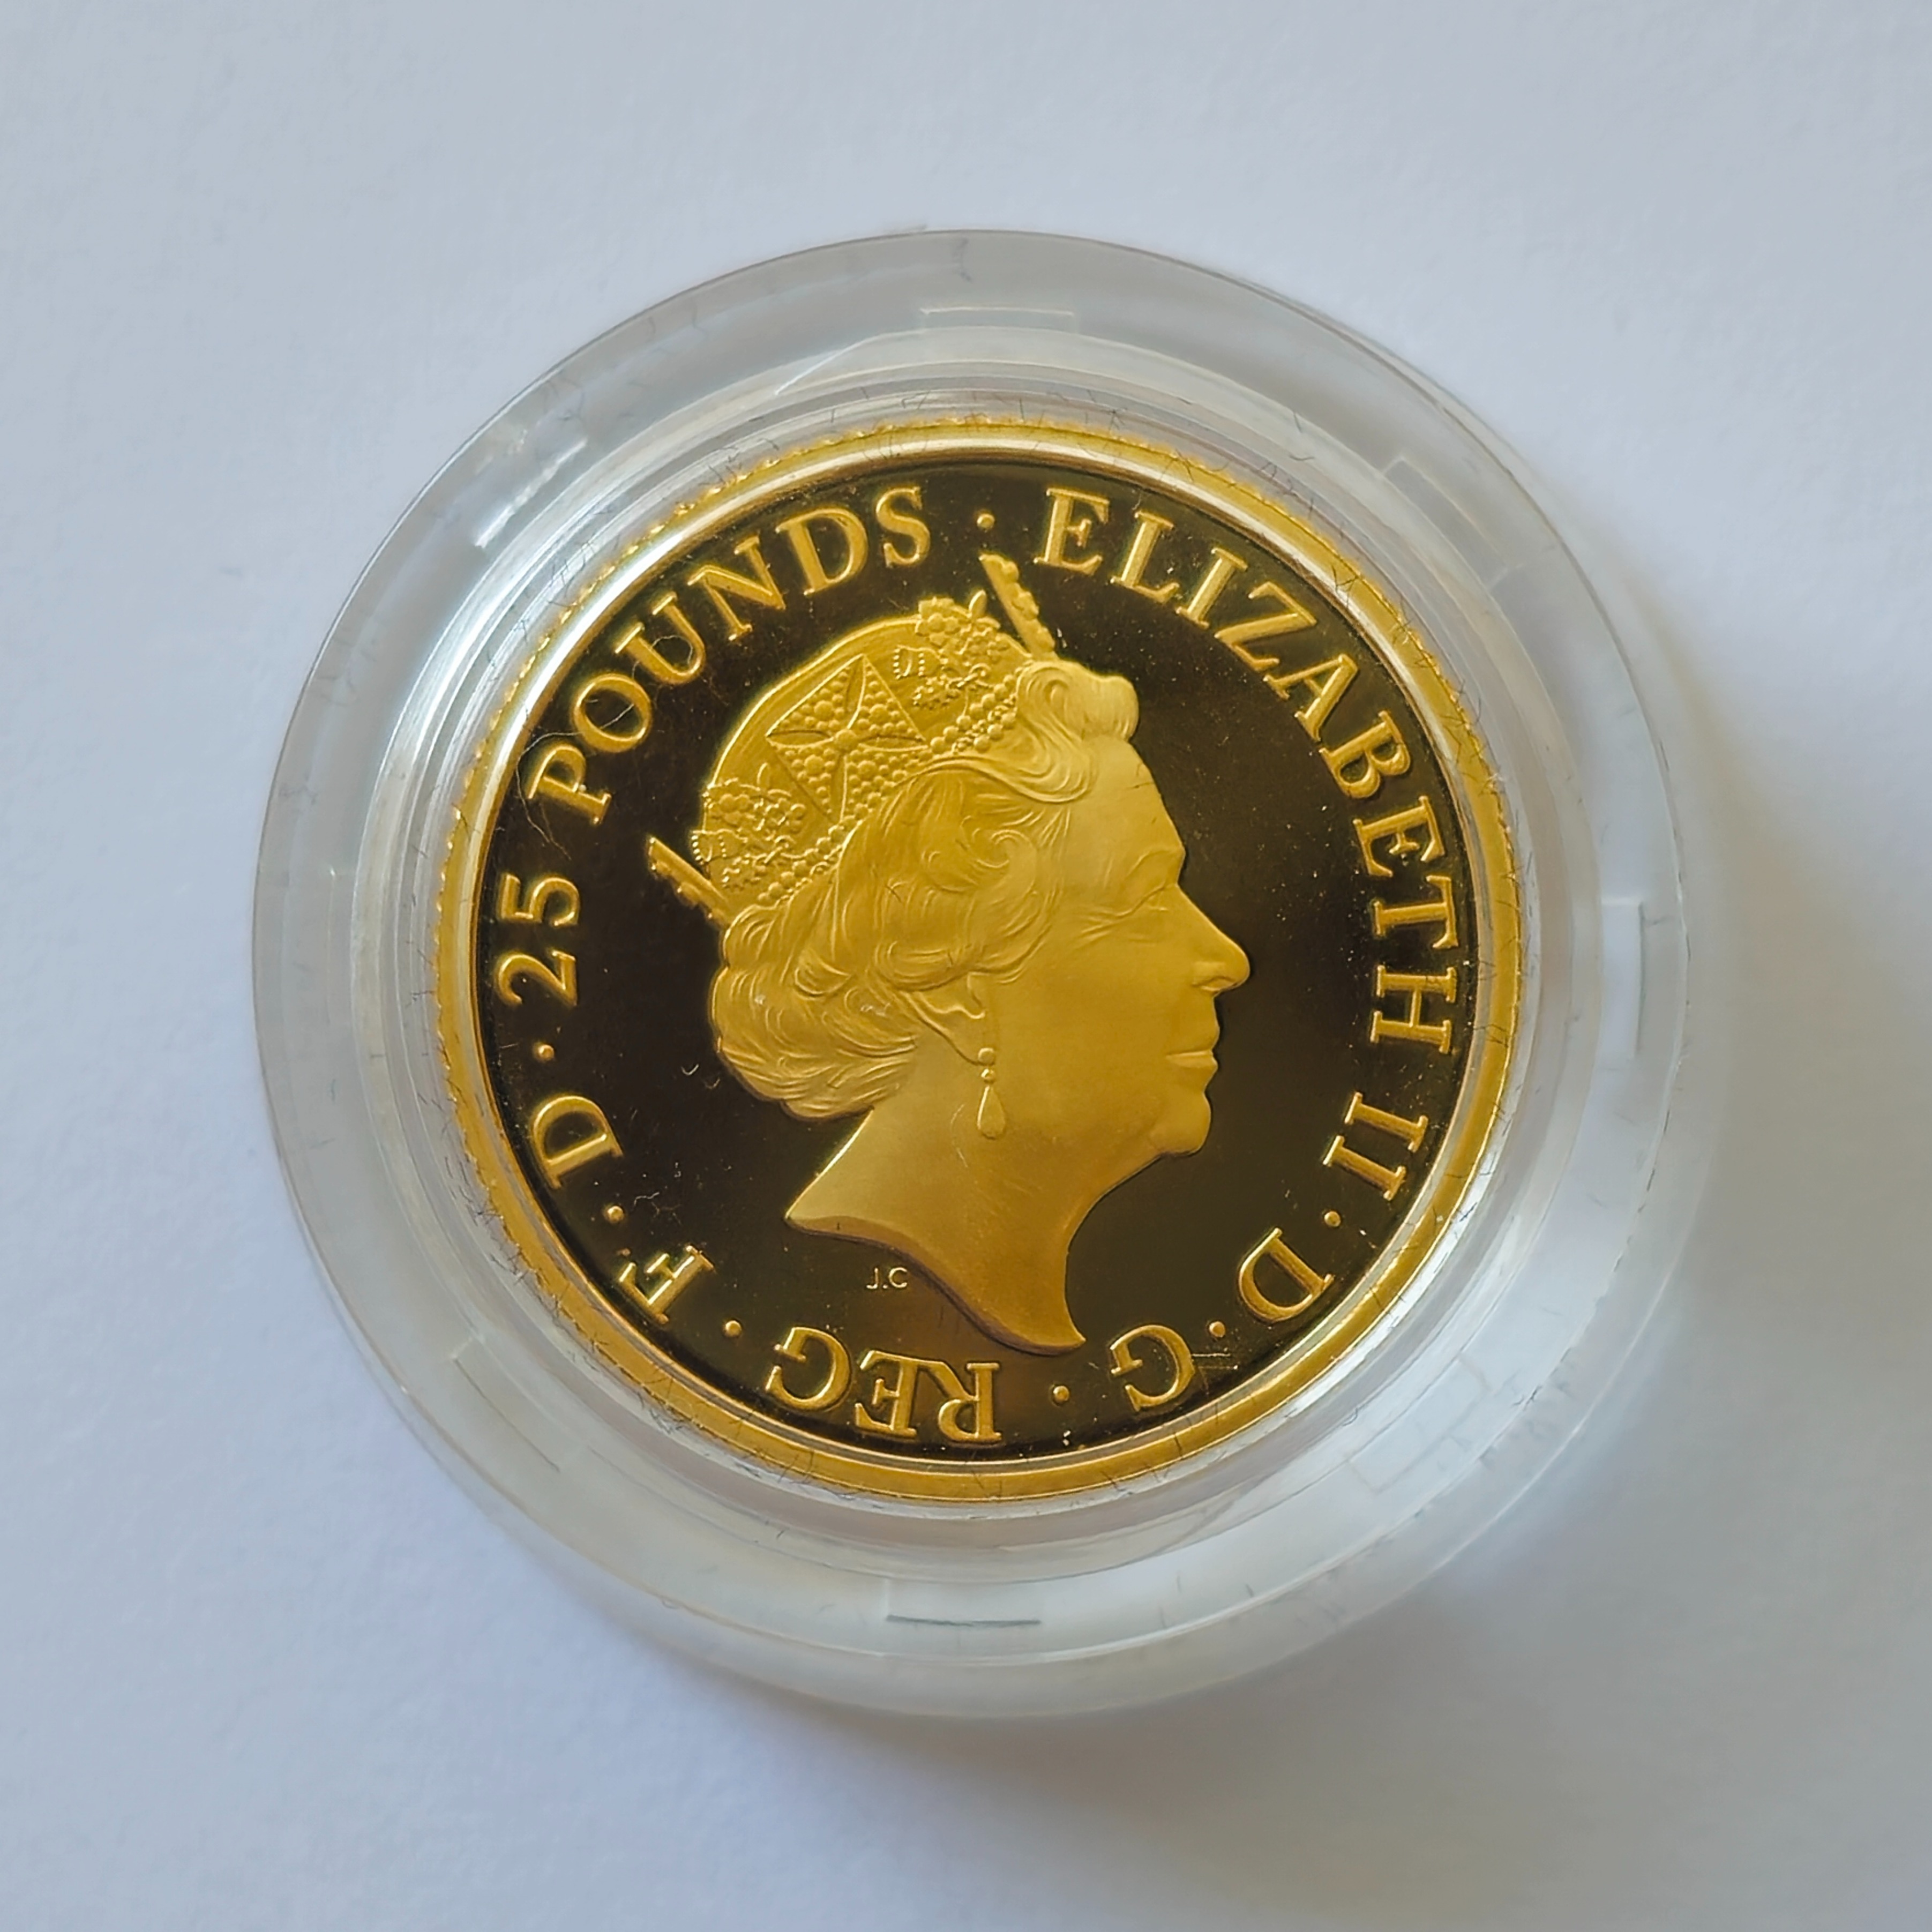 ELIZABETH II · D · G · REG · F · D · 25 POUNDS ·
J.C